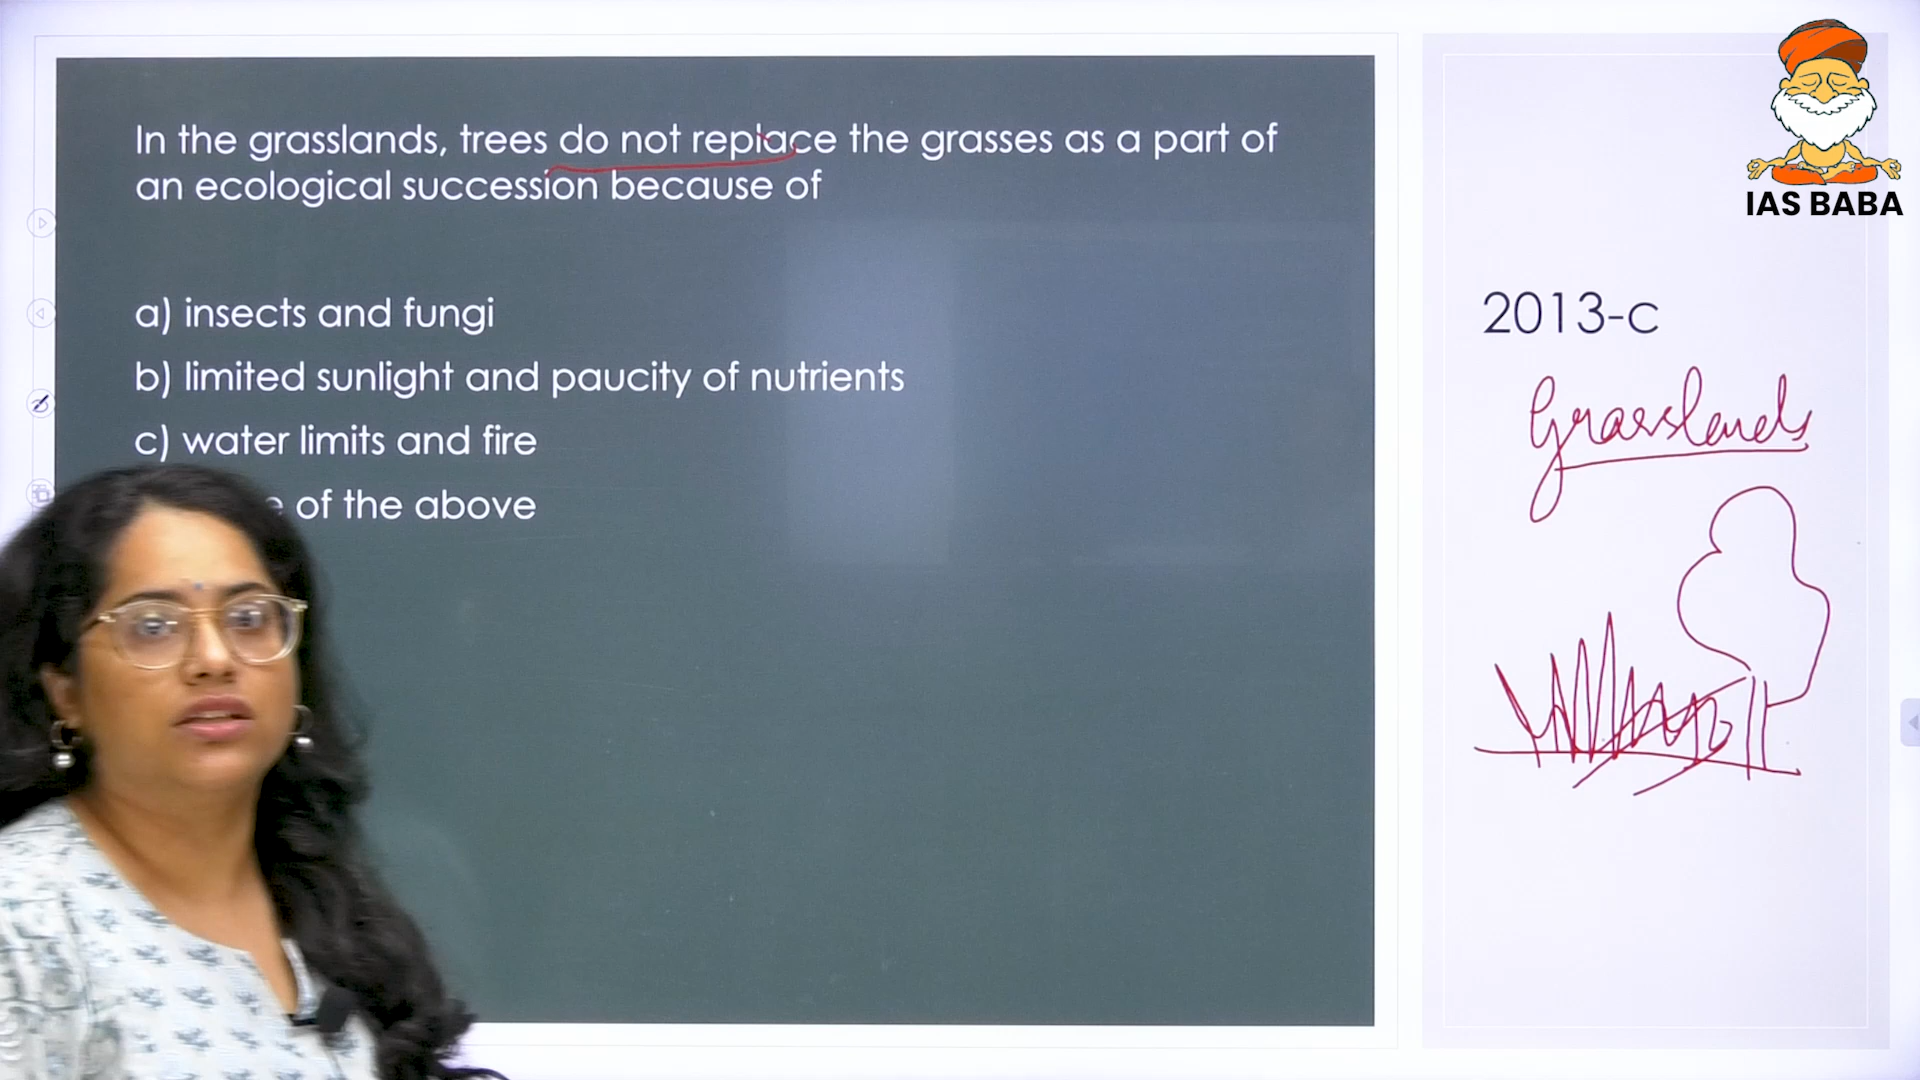 In the grasslands, trees do not replace the grasses as a part of
an ecological succession because of
a) insects and fungi
b) limited sunlight and paucity of nutrients
c) water limits and fire
of the above
IAS BABA
2013-c
Grasslands